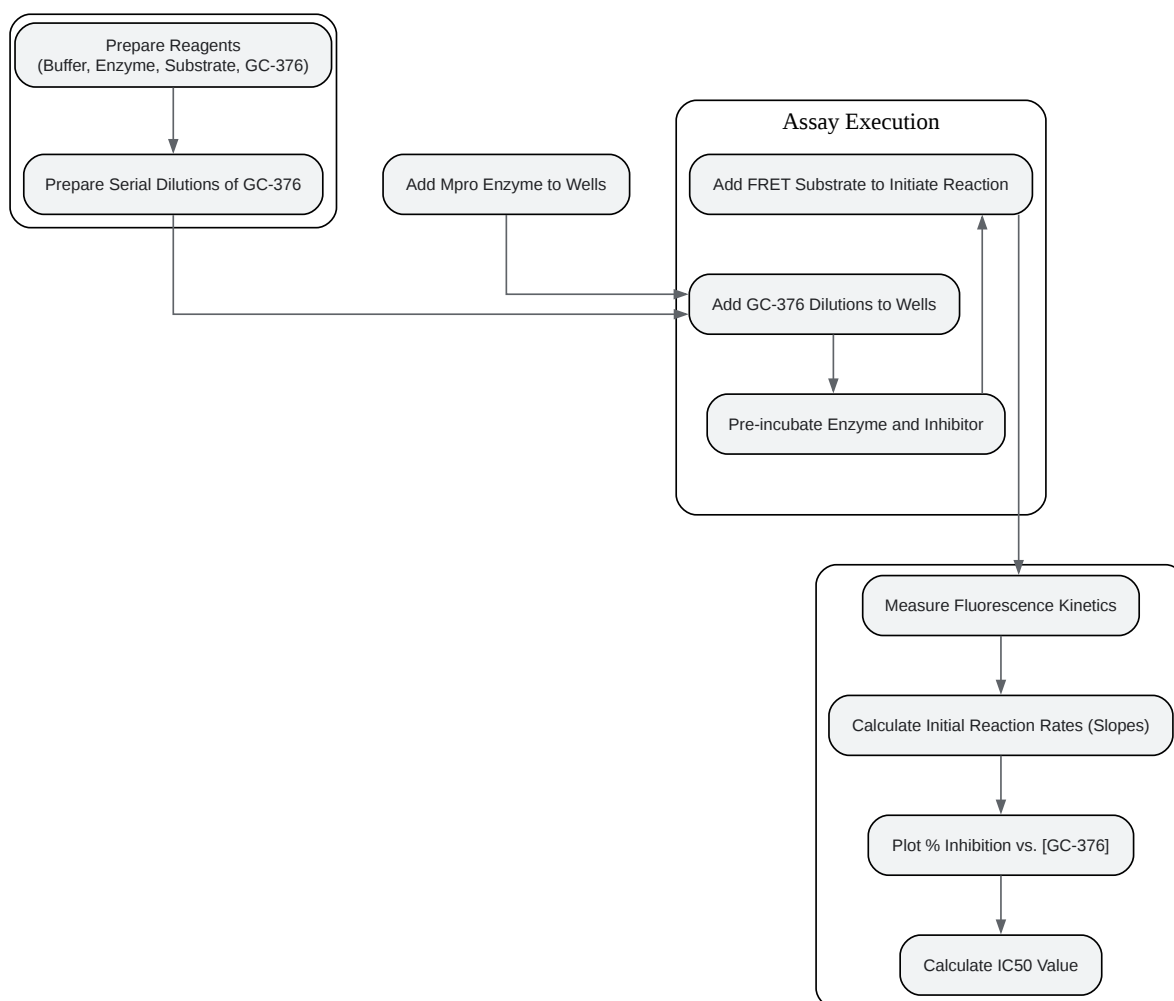 Prepare Reagents
(Buffer, Enzyme, Substrate, GC-376)
Prepare Serial Dilutions of GC-376
Add Mpro Enzyme to Wells
Assay Execution
Add FRET Substrate to Initiate Reaction
Add GC-376 Dilutions to Wells
Pre-incubate Enzyme and Inhibitor
Measure Fluorescence Kinetics
Calculate Initial Reaction Rates (Slopes)
Plot % Inhibition vs. [GC-376]
Calculate IC50 Value